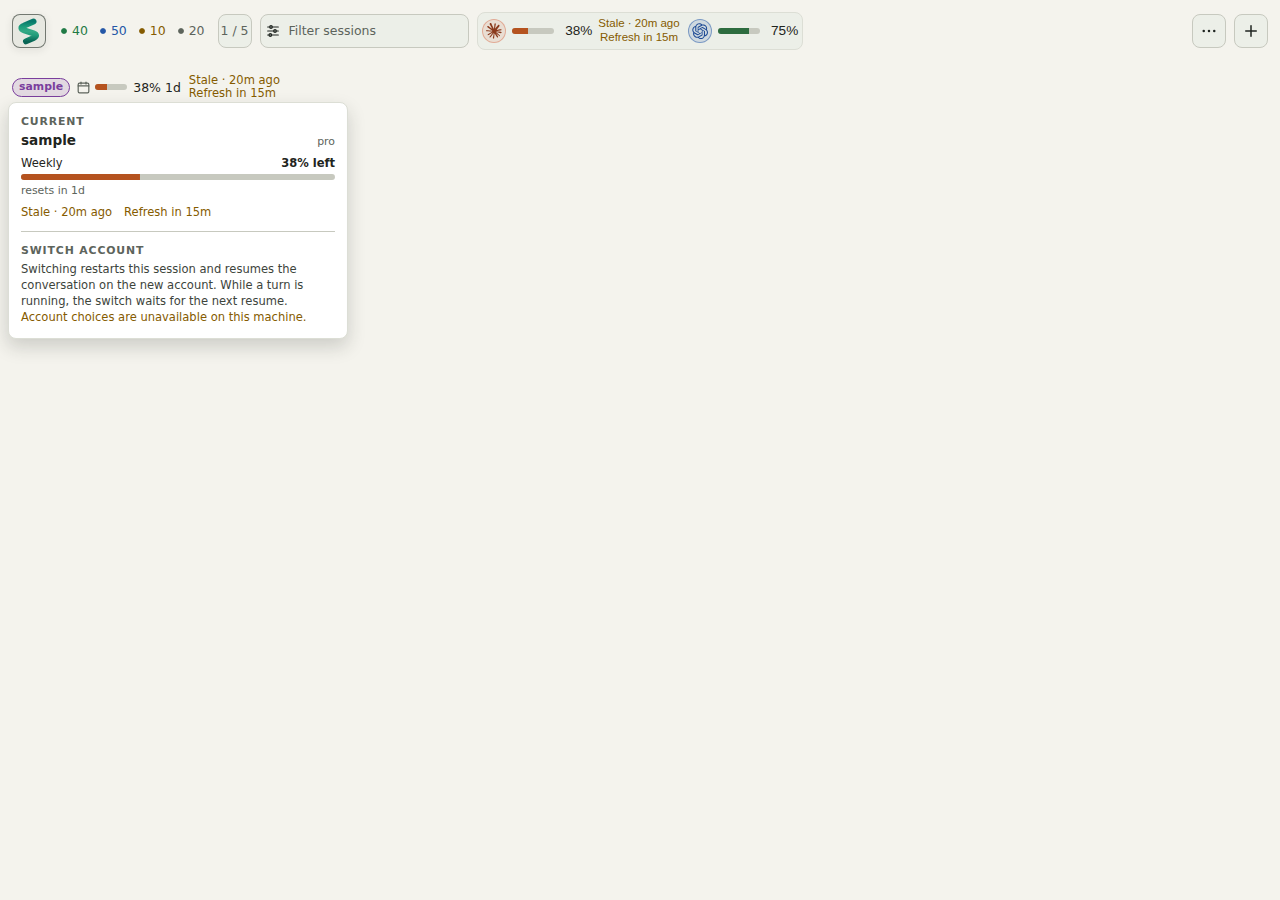 40 50 10 20 1 / 5 Filter sessions 38% Stale · 20m ago 75%
Refresh in 15m
sample 38% 1d Stale · 20m ago
Refresh in 15m
CURRENT
sample pro
Weekly 38% left
resets in 1d
Stale · 20m ago Refresh in 15m
SWITCH ACCOUNT
Switching restarts this session and resumes the
conversation on the new account. While a turn is
running, the switch waits for the next resume.
Account choices are unavailable on this machine.